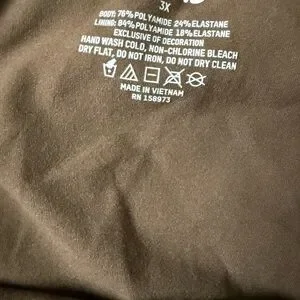 3X
BODY: 76% POLYAMIDE 24% ELASTANE
LINING: 84% POLYAMIDE 16% ELASTANE
EXCLUSIVE OF DECORATION
HAND WASH COLD, NON-CHLORINE BLEACH
DRY FLAT, DO NOT IRON, DO NOT DRY CLEAN
MADE IN VIETNAM
RN 158973